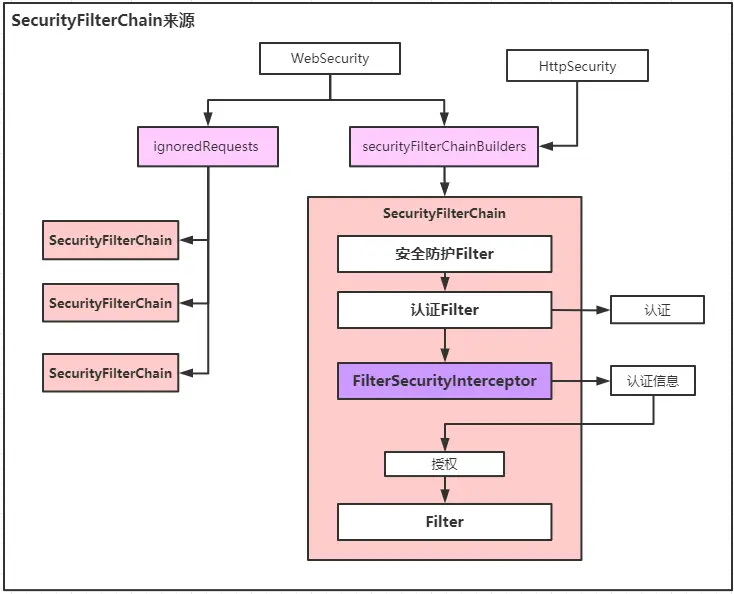 SecurityFilterChain来源
WebSecurity
HttpSecurity
ignoredRequests
securityFilterChainBuilders
SecurityFilterChain
SecurityFilterChain
SecurityFilterChain
SecurityFilterChain
安全防护Filter
认证Filter
认证
FilterSecurityInterceptor
认证信息
授权
Filter